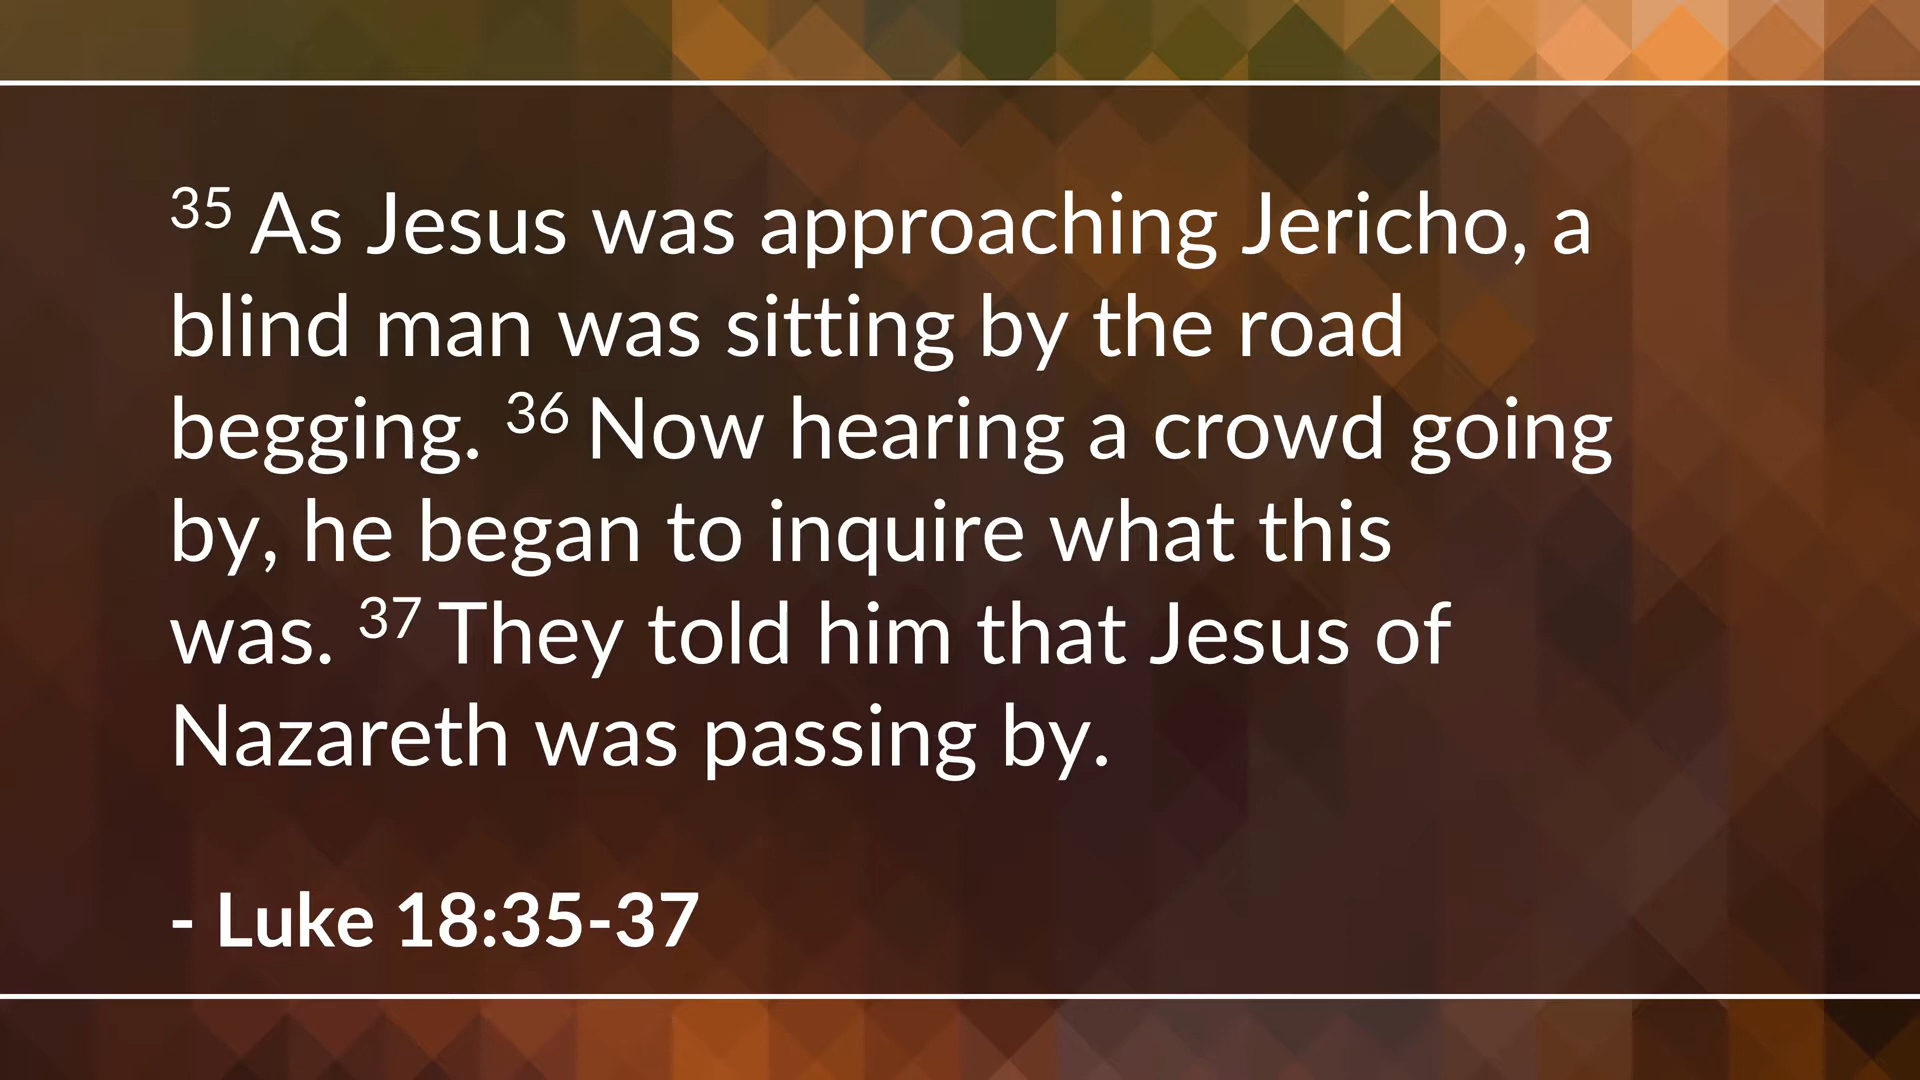 35 As Jesus was approaching Jericho, a
blind man was sitting by the road
begging. 36 Now hearing a crowd going
by, he began to inquire what this
was. 37 They told him that Jesus of
Nazareth was passing by.
- Luke 18:35-37